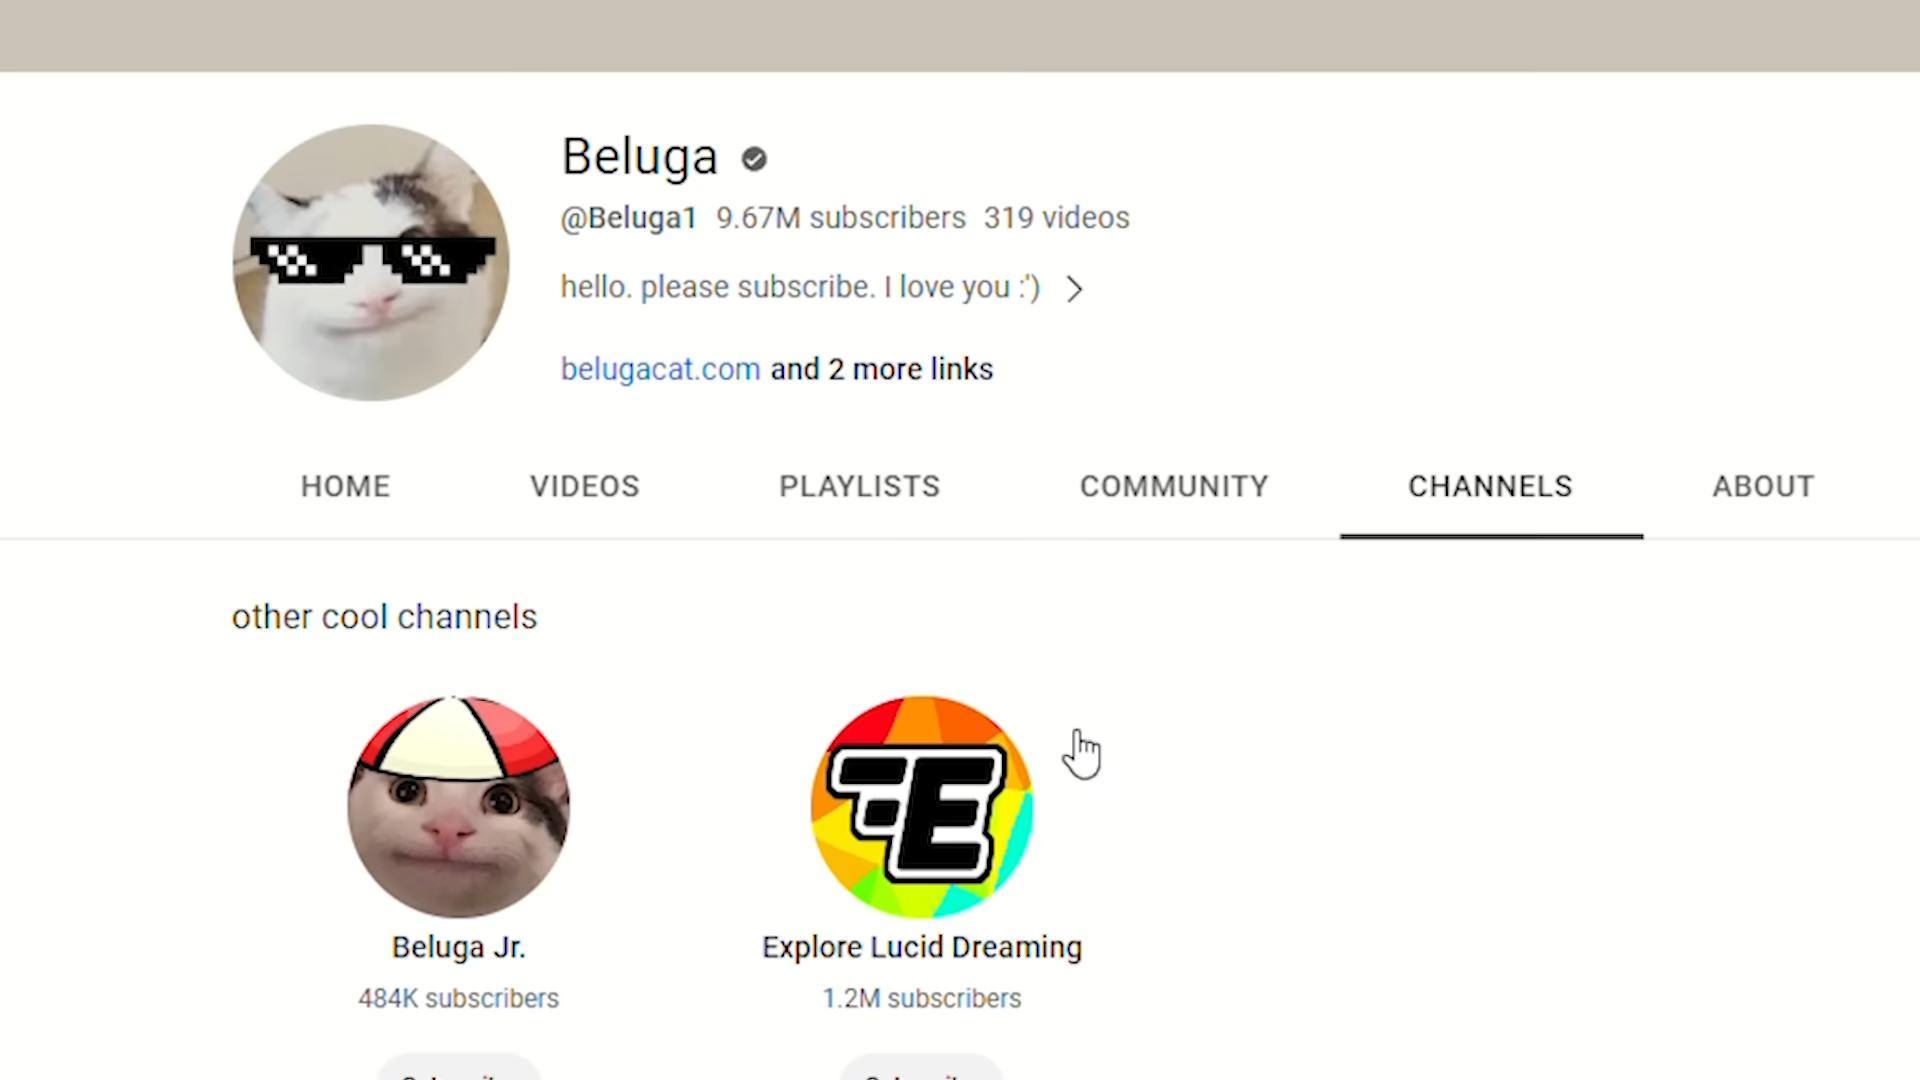 Beluga
@Beluga1 9.67M subscribers 319 videos
hello. please subscribe. I love you :')
belugacat.com and 2 more links
HOME VIDEOS PLAYLISTS COMMUNITY CHANNELS ABOUT
other cool channels
E
Beluga Jr. Explore Lucid Dreaming
484K subscribers 1.2M subscribers